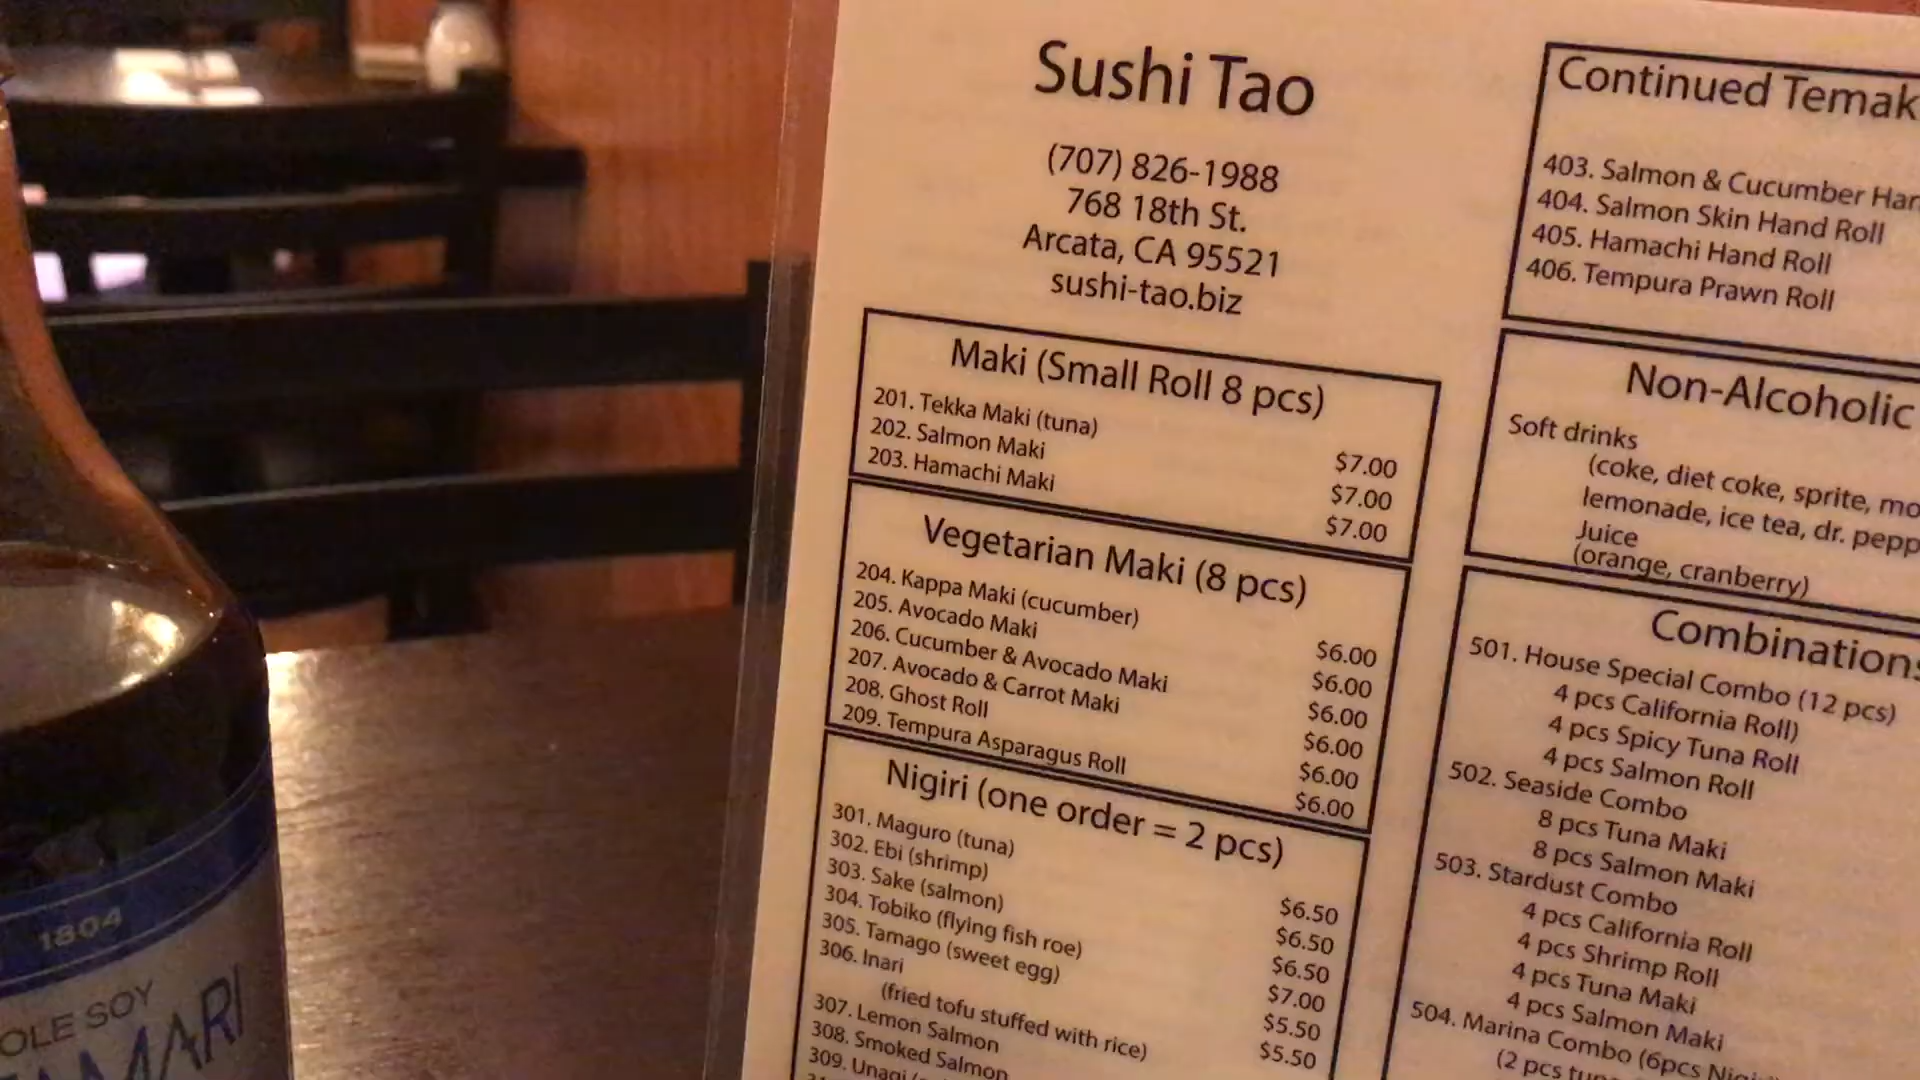 Sushi Tao
(707) 826-1988
768 18th St.
Arcata, CA 95521
sushi-tao.biz
Maki (Small Roll 8 pcs)
201. Tekka Maki (tuna) $7.00
202. Salmon Maki $7.00
203. Hamachi Maki $7.00
Vegetarian Maki (8 pcs)
204. Kappa Maki (cucumber) $6.00
205. Avocado Maki $6.00
206. Cucumber & Avocado Maki $6.00
207. Avocado & Carrot Maki $6.00
208. Ghost Roll $6.00
209. Tempura Asparagus Roll $6.00
Nigiri (one order = 2 pcs)
301. Maguro (tuna) $6.50
302. Ebi (shrimp) $6.50
303. Sake (salmon) $6.50
304. Tobiko (flying fish roe) $7.00
305. Tamago (sweet egg) $5.50
306. Inari $5.50
(fried tofu stuffed with rice)
307. Lemon Salmon
308. Smoked Salmon
309. Unagi
Continued Temak
403. Salmon & Cucumber Han
404. Salmon Skin Hand Roll
405. Hamachi Hand Roll
406. Tempura Prawn Roll
Non-Alcoholic
Soft drinks
(coke, diet coke, sprite, mo
lemonade, ice tea, dr. pepp
Juice
(orange, cranberry)
Combinations
501. House Special Combo (12 pcs)
4 pcs California Roll)
4 pcs Spicy Tuna Roll
4 pcs Salmon Roll
502. Seaside Combo
8 pcs Tuna Maki
8 pcs Salmon Maki
503. Stardust Combo
4 pcs California Roll
4 pcs Shrimp Roll
4 pcs Tuna Maki
4 pcs Salmon Maki
504. Marina Combo (6pcs Nigiri
(2 pcs tuna
1804
OLE SOY
AMARI